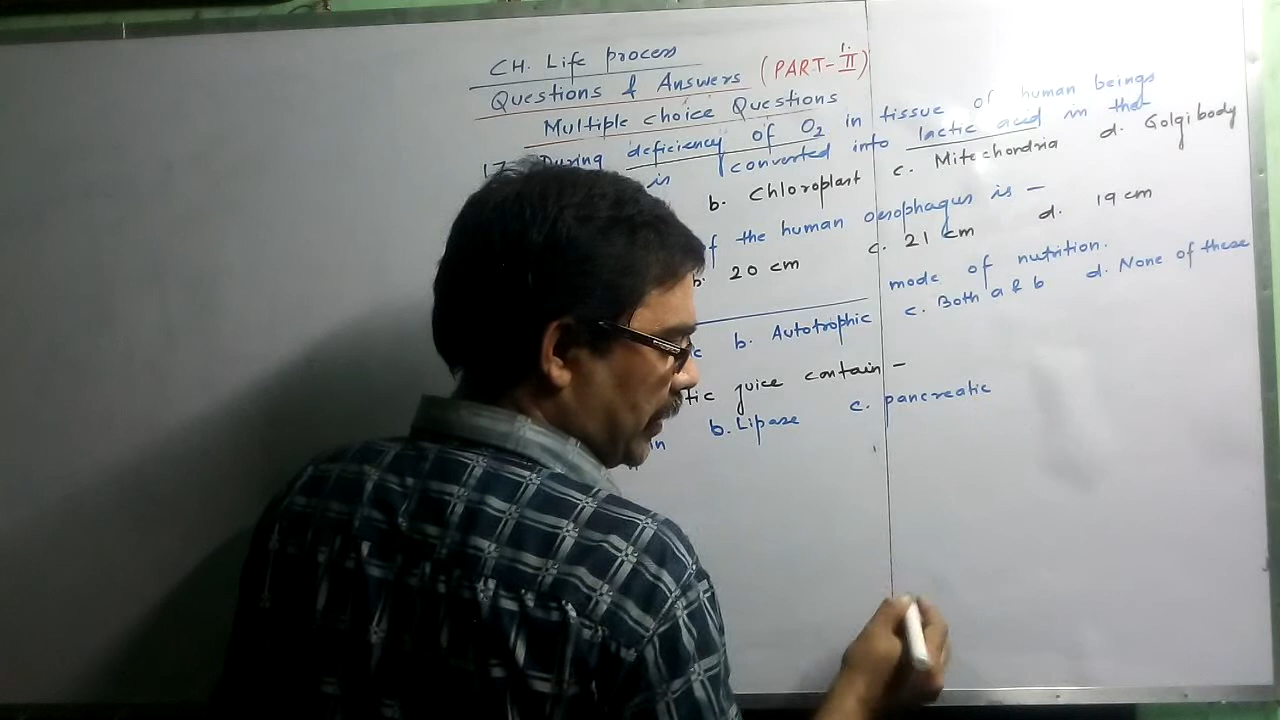 CH. Life process
Questions & Answers (PART-II)
Multiple choice Questions
17. During deficiency of O2 in tissue of human beings
is converted into lactic acid in the
b. Chloroplast c. Mitechondria d. Golgi body
of the human oesophagus is -
b. 20 cm c. 21 cm d. 19 cm
mode of nutrition.
b. Autotrophic c. Both a & b d. None of these
tic juice contain -
in b. Lipase c. pancreatic